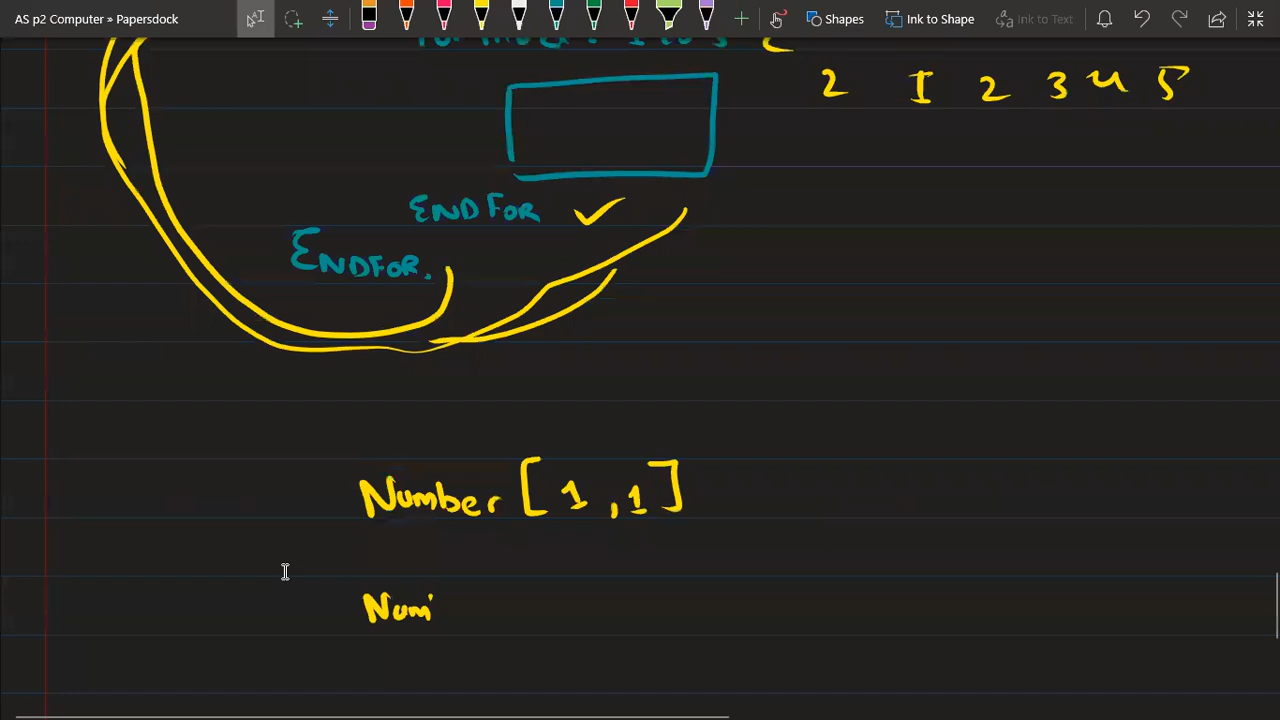 AS p2 Computer » Papersdock
Shapes
Ink to Shape
Ink to Text
2 I 2 3 4 5
ENDFOR
ENDFOR.
Number [1,1]
Num